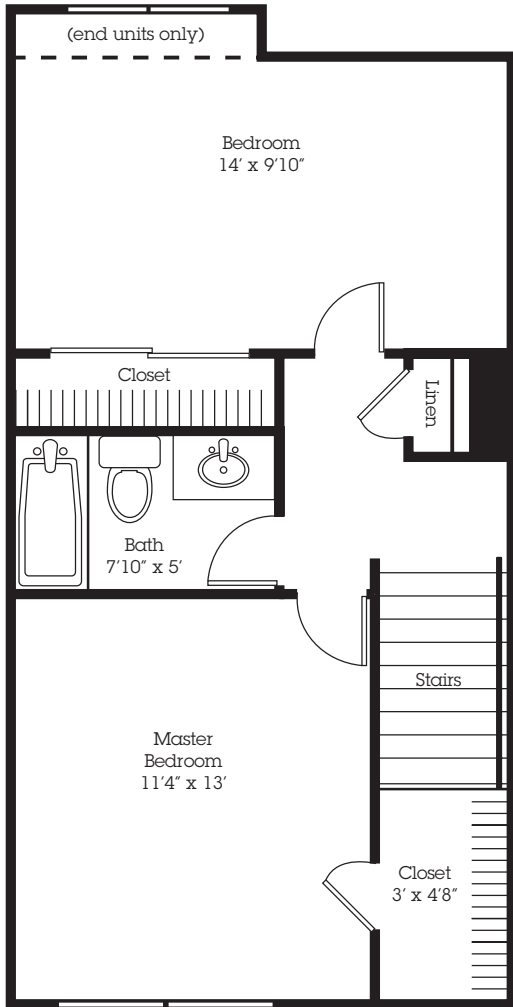 (end units only)
Bedroom
14’ x 9’10”
Closet
Linen
Bath
7’10” x 5’
Stairs
Master
Bedroom
11’4” x 13’
Closet
3’ x 4’8”